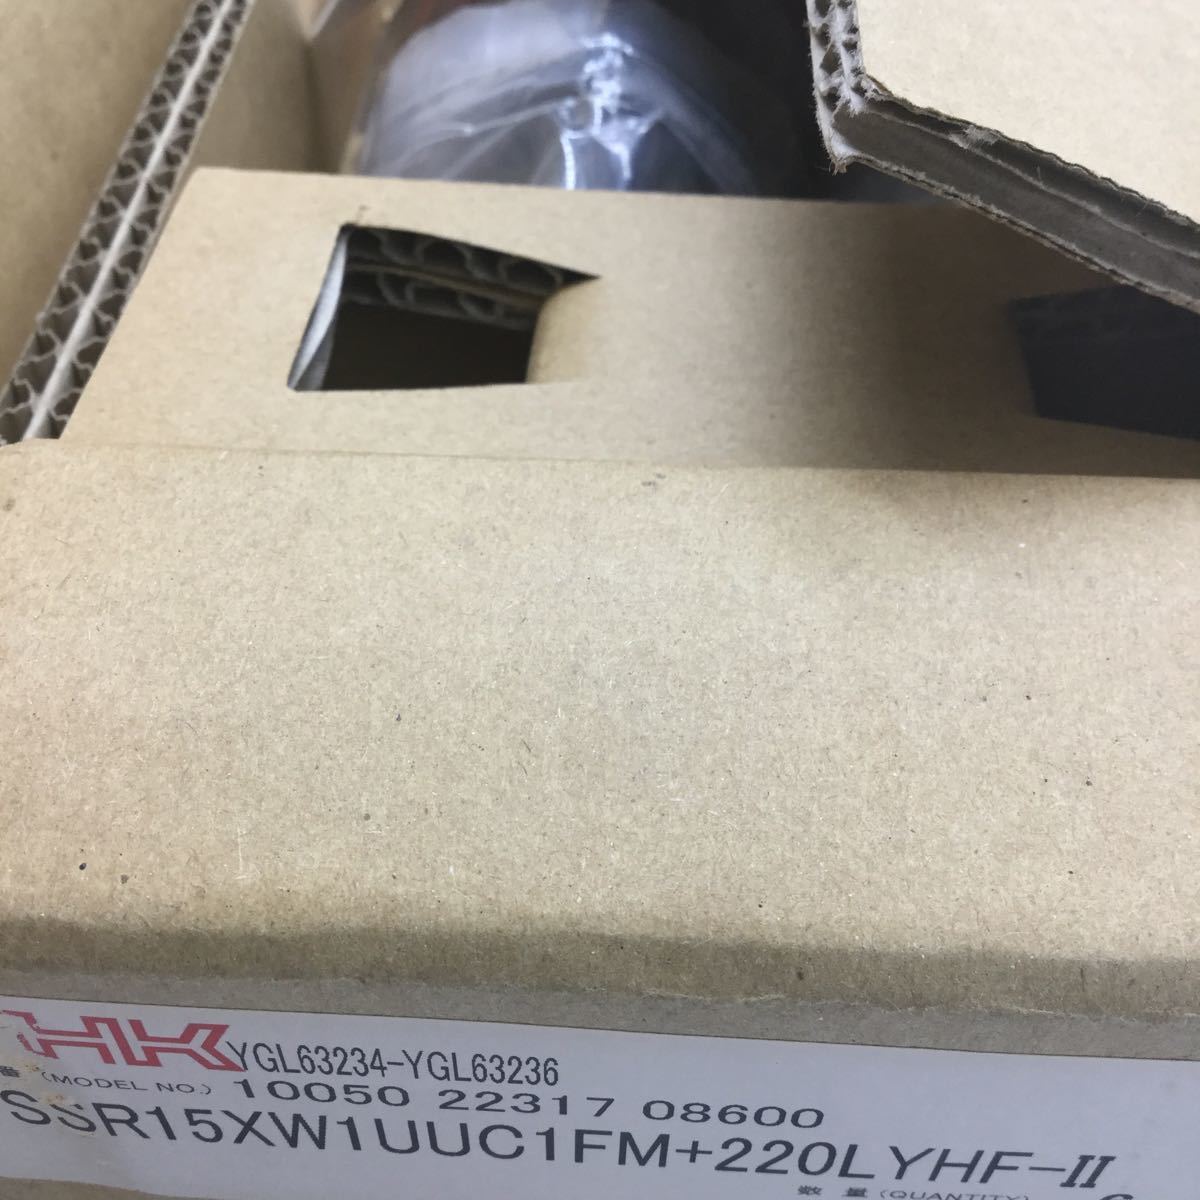 THK YGL63234-YGL63236
番 (MODEL NO.) 10050 22317 08600
SSR15XW1UUC1FM+220LYHF-II
数 量 (QUANTITY)